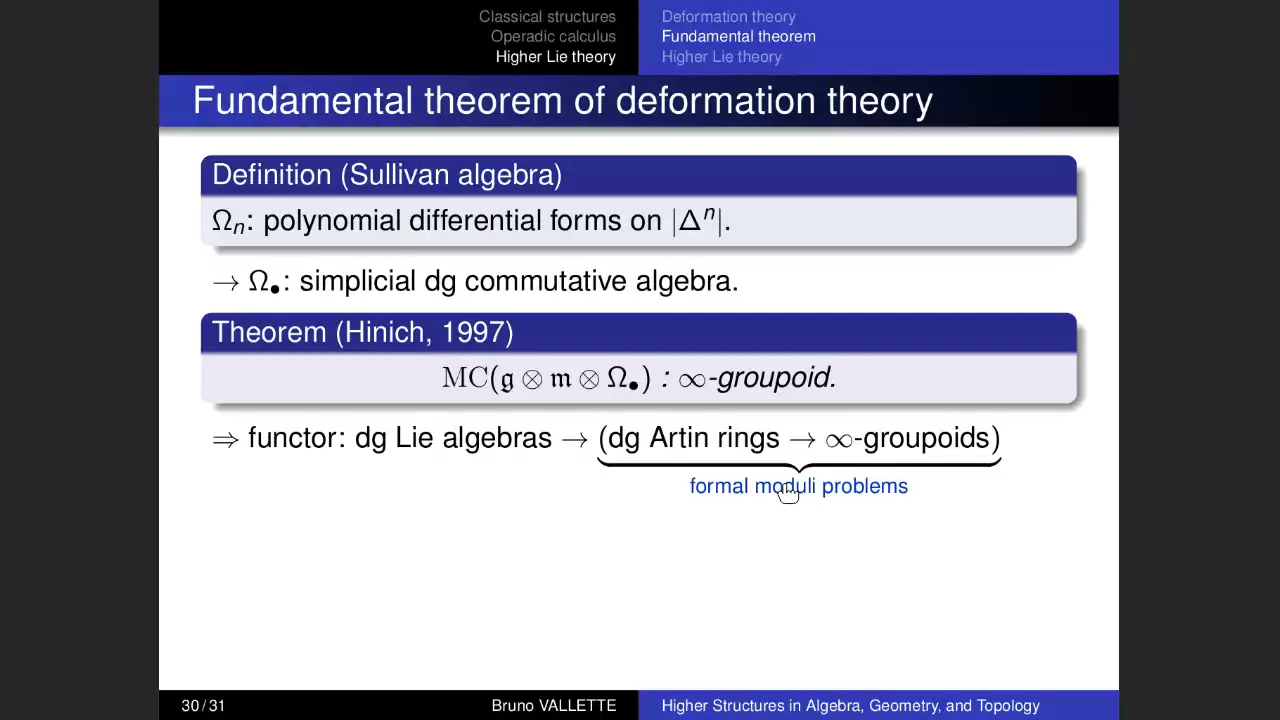 Classical structures
Operadic calculus
Higher Lie theory
Deformation theory
Fundamental theorem
Higher Lie theory
Fundamental theorem of deformation theory
Definition (Sullivan algebra)
Ωₙ: polynomial differential forms on |Δⁿ|.
→ Ω•: simplicial dg commutative algebra.
Theorem (Hinich, 1997)
MC(𝔤 ⊗ 𝔪 ⊗ Ω•) : ∞-groupoid.
⇒ functor: dg Lie algebras → (dg Artin rings → ∞-groupoids)
formal moduli problems
30/31
Bruno VALLETTE
Higher Structures in Algebra, Geometry, and Topology